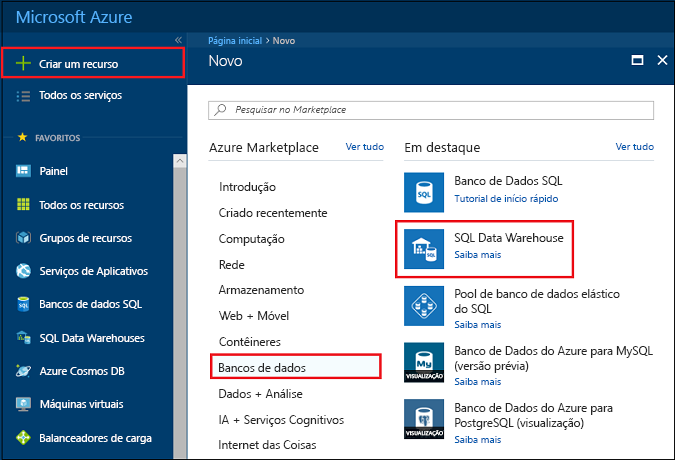 Microsoft Azure
Página inicial > Novo
Novo
Criar um recurso
Todos os serviços
FAVORITOS
Painel
Todos os recursos
Grupos de recursos
Serviços de Aplicativos
Bancos de dados SQL
SQL Data Warehouses
Azure Cosmos DB
Máquinas virtuais
Balanceadores de carga
Pesquisar no Marketplace
Azure Marketplace
Ver tudo
Introdução
Criado recentemente
Computação
Rede
Armazenamento
Web + Móvel
Contêineres
Bancos de dados
Dados + Análise
IA + Serviços Cognitivos
Internet das Coisas
Em destaque
Ver tudo
SQL
Banco de Dados SQL
Tutorial de início rápido
SQL
SQL Data Warehouse
Saiba mais
Pool de banco de dados elástico
do SQL
Saiba mais
My
VISUALIZAÇÃO
Banco de Dados do Azure para MySQL
(versão prévia)
Saiba mais
VISUALIZAÇÃO
Banco de Dados do Azure para
PostgreSQL (visualização)
Saiba mais